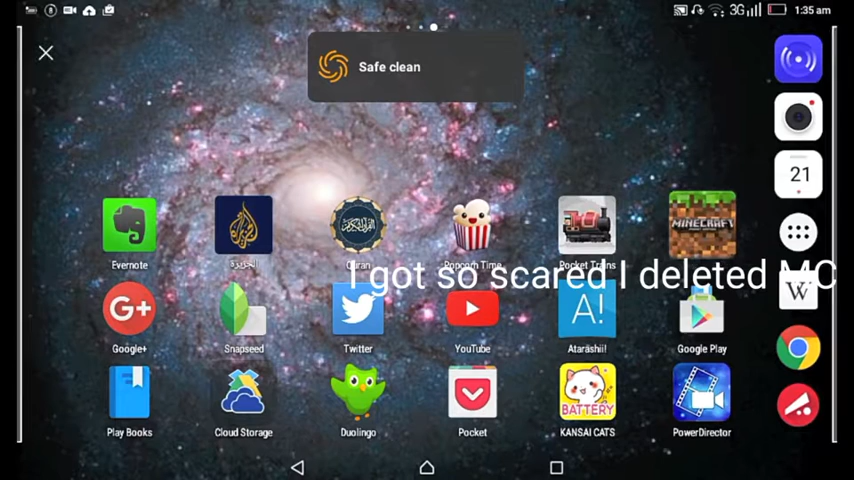 3G 1:35 am
Safe clean
21
MINECRAFT
Evernote
الجزيرة
Quran
Popcorn Time
Pocket Trains
I got so scared I deleted MC
W
G+
A!
Google+
Snapseed
Twitter
YouTube
Atarashii!
Google Play
BATTERY
Play Books
Cloud Storage
Duolingo
Pocket
KANSAI CATS
PowerDirector